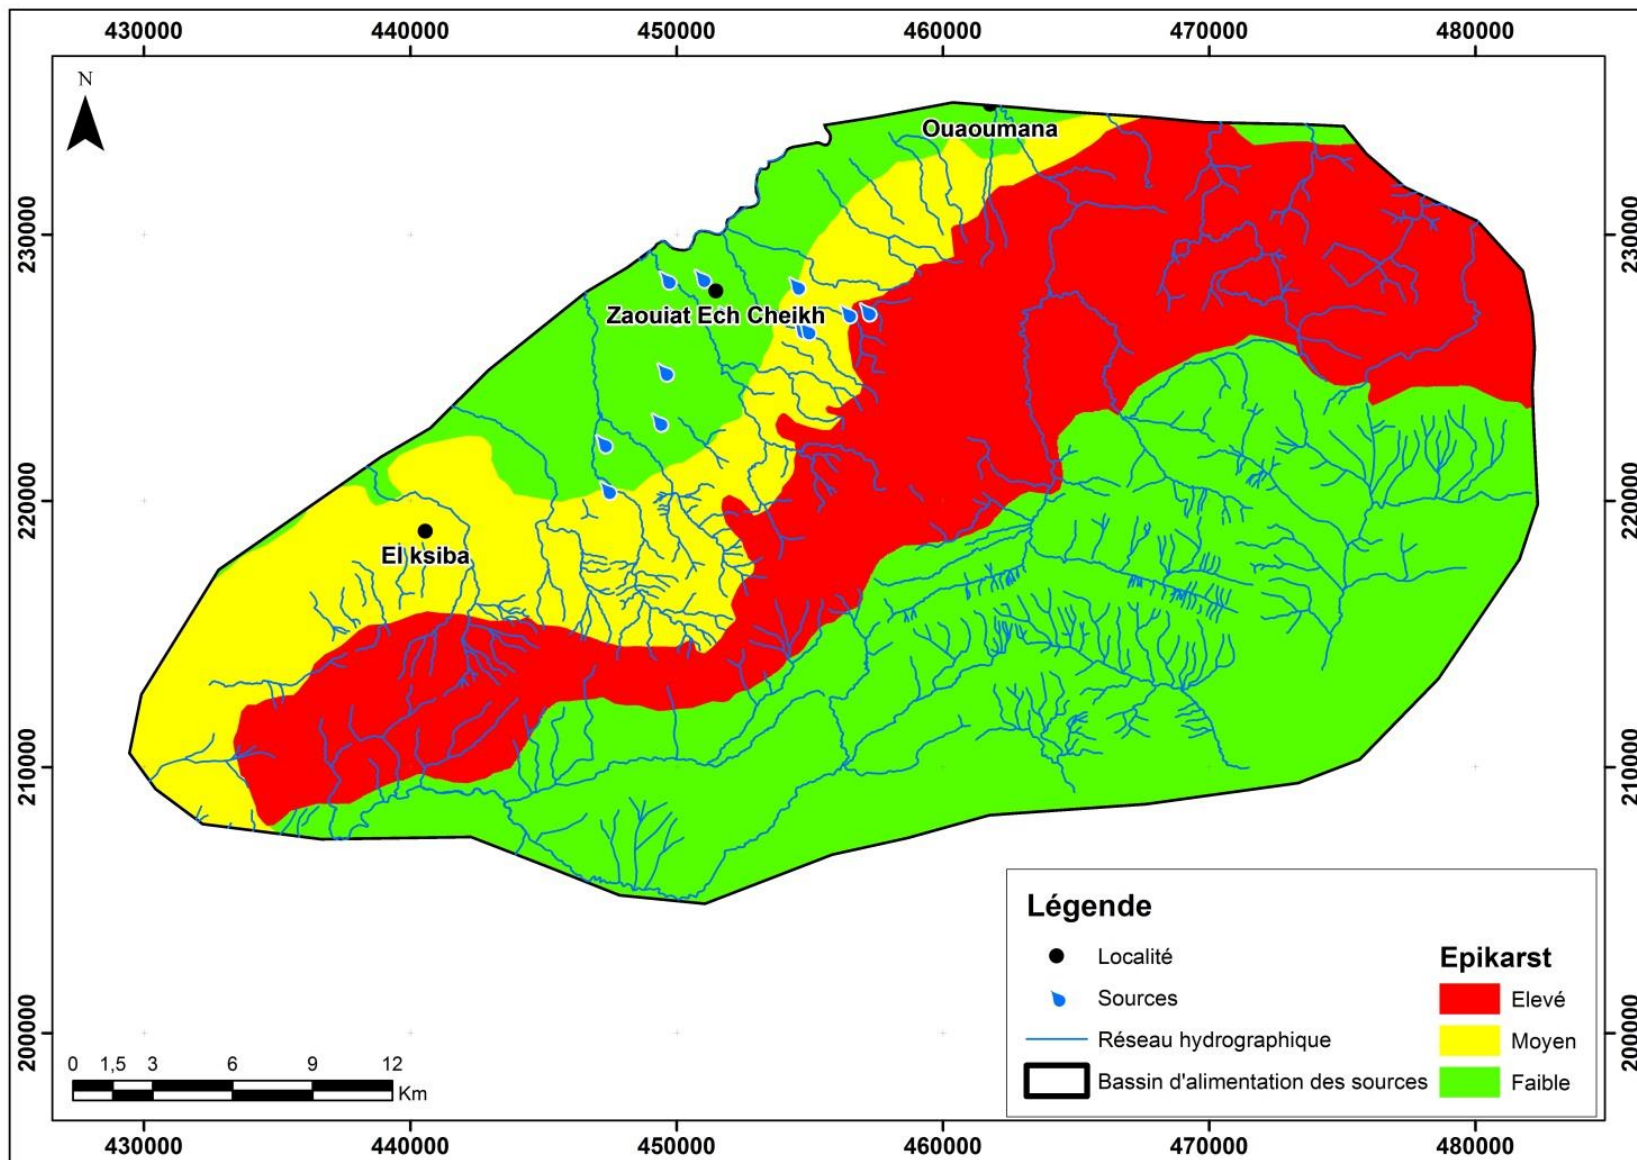 430000 440000 450000 460000 470000 480000
N
Ouaoumana
230000 230000
Zaouiat Ech Cheikh
220000 220000
El ksiba
210000 210000
Légende
Localité
Sources
Réseau hydrographique
Bassin d'alimentation des sources
Epikarst
Elevé
Moyen
Faible
200000 200000
0 1,5 3 6 9 12
Km
430000 440000 450000 460000 470000 480000